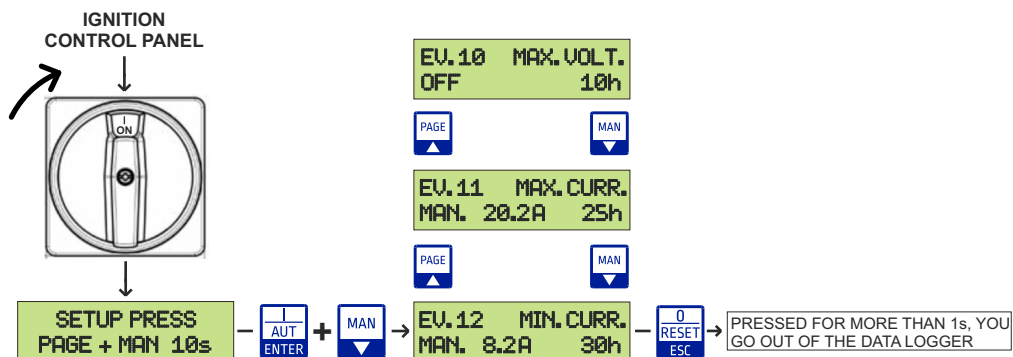 IGNITION
CONTROL PANEL
I
ON
EV.10 MAX.VOLT.
OFF 10h
PAGE
MAN
EV.11 MAX.CURR.
MAN. 20.2A 25h
PAGE
MAN
SETUP PRESS
PAGE + MAN 10s
–
I
AUT
ENTER
+
MAN
EV.12 MIN.CURR.
MAN. 8.2A 30h
–
0
RESET
ESC
PRESSED FOR MORE THAN 1s, YOU
GO OUT OF THE DATA LOGGER